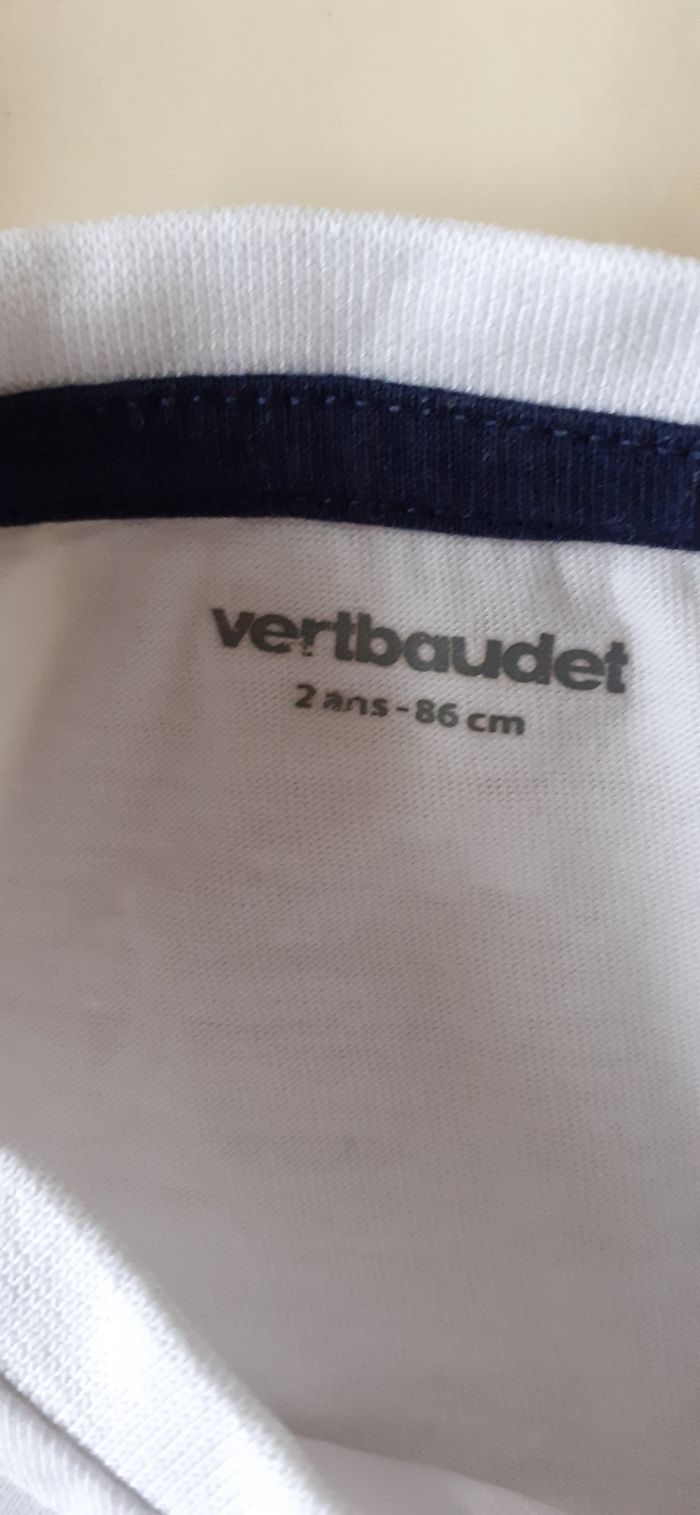 vertbaudet
2 ans - 86 cm